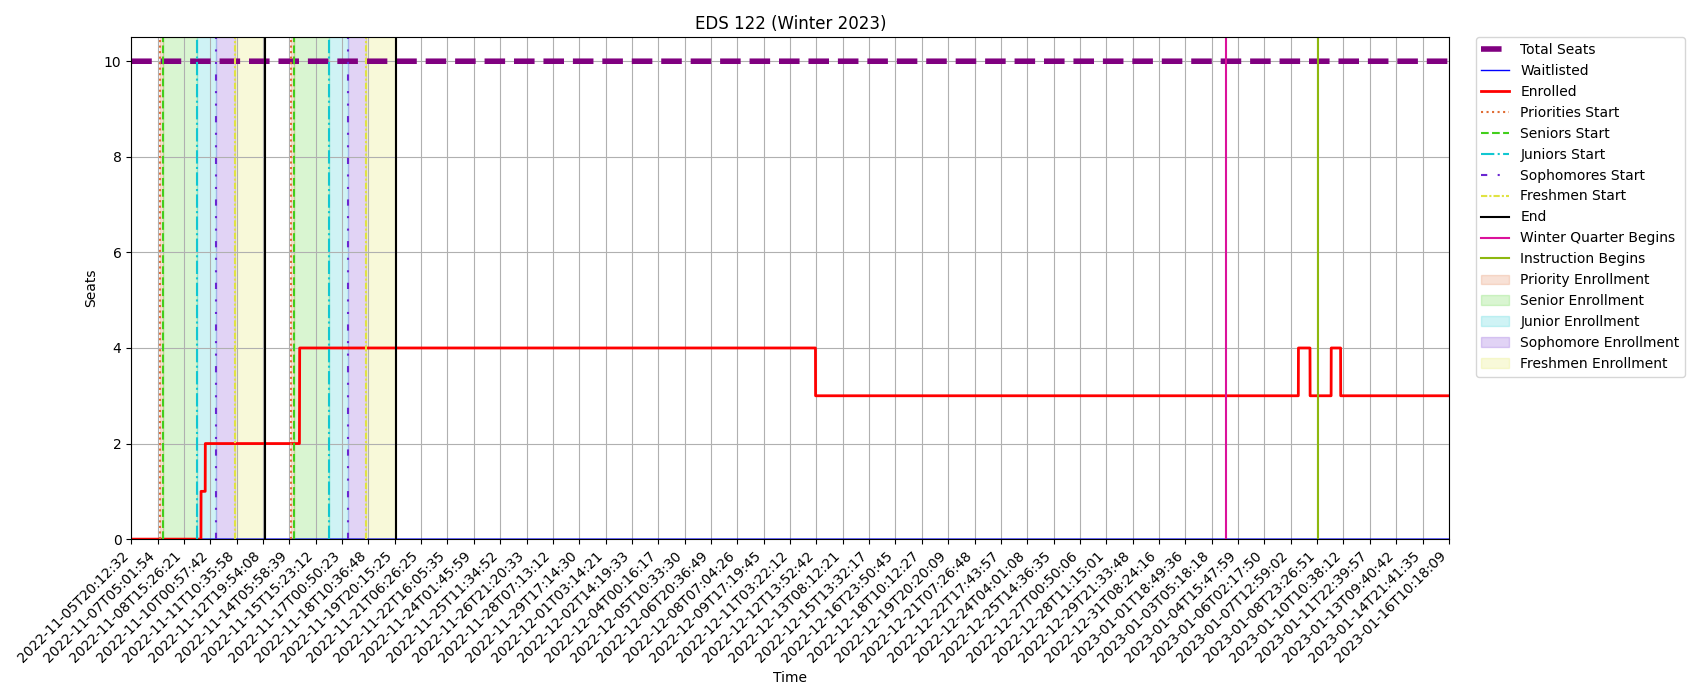 EDS 122 (Winter 2023)
10
8
6
4
2
0
Seats
2022-11-05T20:12:32
2022-11-07T05:01:54
2022-11-08T15:26:21
2022-11-10T00:57:42
2022-11-11T10:35:58
2022-11-12T19:54:08
2022-11-14T05:58:39
2022-11-15T15:23:12
2022-11-17T00:50:23
2022-11-18T10:36:48
2022-11-19T20:15:25
2022-11-21T06:26:25
2022-11-22T16:05:35
2022-11-24T01:45:59
2022-11-25T11:34:52
2022-11-26T21:20:33
2022-11-28T07:13:12
2022-11-29T17:14:30
2022-12-01T03:14:21
2022-12-02T14:19:33
2022-12-04T00:16:17
2022-12-05T10:33:30
2022-12-06T20:36:49
2022-12-08T07:04:26
2022-12-09T17:19:45
2022-12-11T03:22:12
2022-12-12T13:52:42
2022-12-13T08:12:21
2022-12-15T13:32:17
2022-12-16T23:50:45
2022-12-18T10:12:27
2022-12-19T20:20:09
2022-12-21T07:26:48
2022-12-22T17:43:57
2022-12-24T04:01:08
2022-12-25T14:36:35
2022-12-27T00:50:06
2022-12-28T11:15:01
2022-12-29T21:33:48
2022-12-31T08:24:16
2023-01-01T18:49:36
2023-01-03T05:18:18
2023-01-04T15:47:59
2023-01-06T02:17:50
2023-01-07T12:59:02
2023-01-08T23:26:51
2023-01-10T10:38:12
2023-01-11T22:39:57
2023-01-13T09:40:42
2023-01-14T21:41:35
2023-01-16T10:18:09
Time
Total Seats
Waitlisted
Enrolled
Priorities Start
Seniors Start
Juniors Start
Sophomores Start
Freshmen Start
End
Winter Quarter Begins
Instruction Begins
Priority Enrollment
Senior Enrollment
Junior Enrollment
Sophomore Enrollment
Freshmen Enrollment